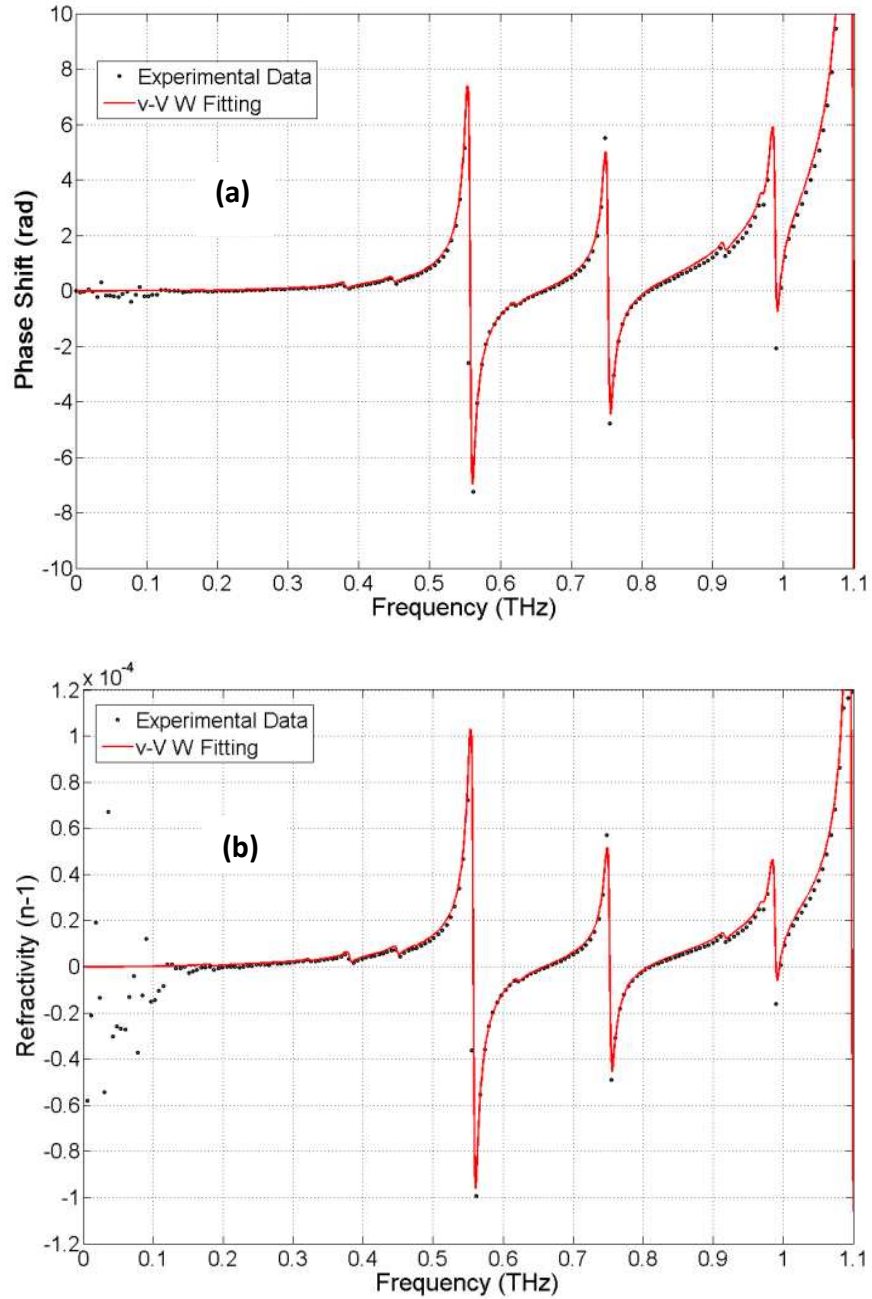 10
8
6
4
2
0
-2
-4
-6
-8
-10
Phase Shift (rad)
Experimental Data
v-V W Fitting
(a)
0 0.1 0.2 0.3 0.4 0.5 0.6 0.7 0.8 0.9 1 1.1
Frequency (THz)
x 10⁻⁴
1.2
1
0.8
0.6
0.4
0.2
0
-0.2
-0.4
-0.6
-0.8
-1
-1.2
Refractivity (n-1)
Experimental Data
v-V W Fitting
(b)
0 0.1 0.2 0.3 0.4 0.5 0.6 0.7 0.8 0.9 1 1.1
Frequency (THz)